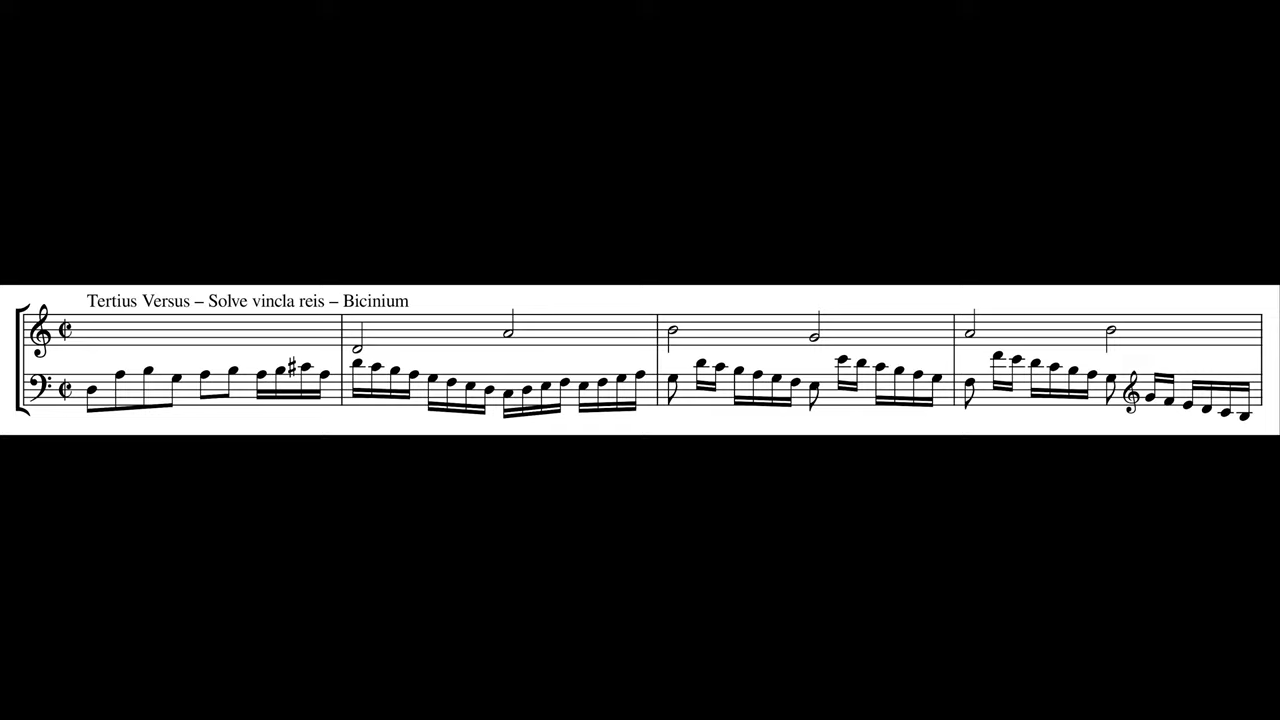 Tertius Versus – Solve vincla reis – Bicinium